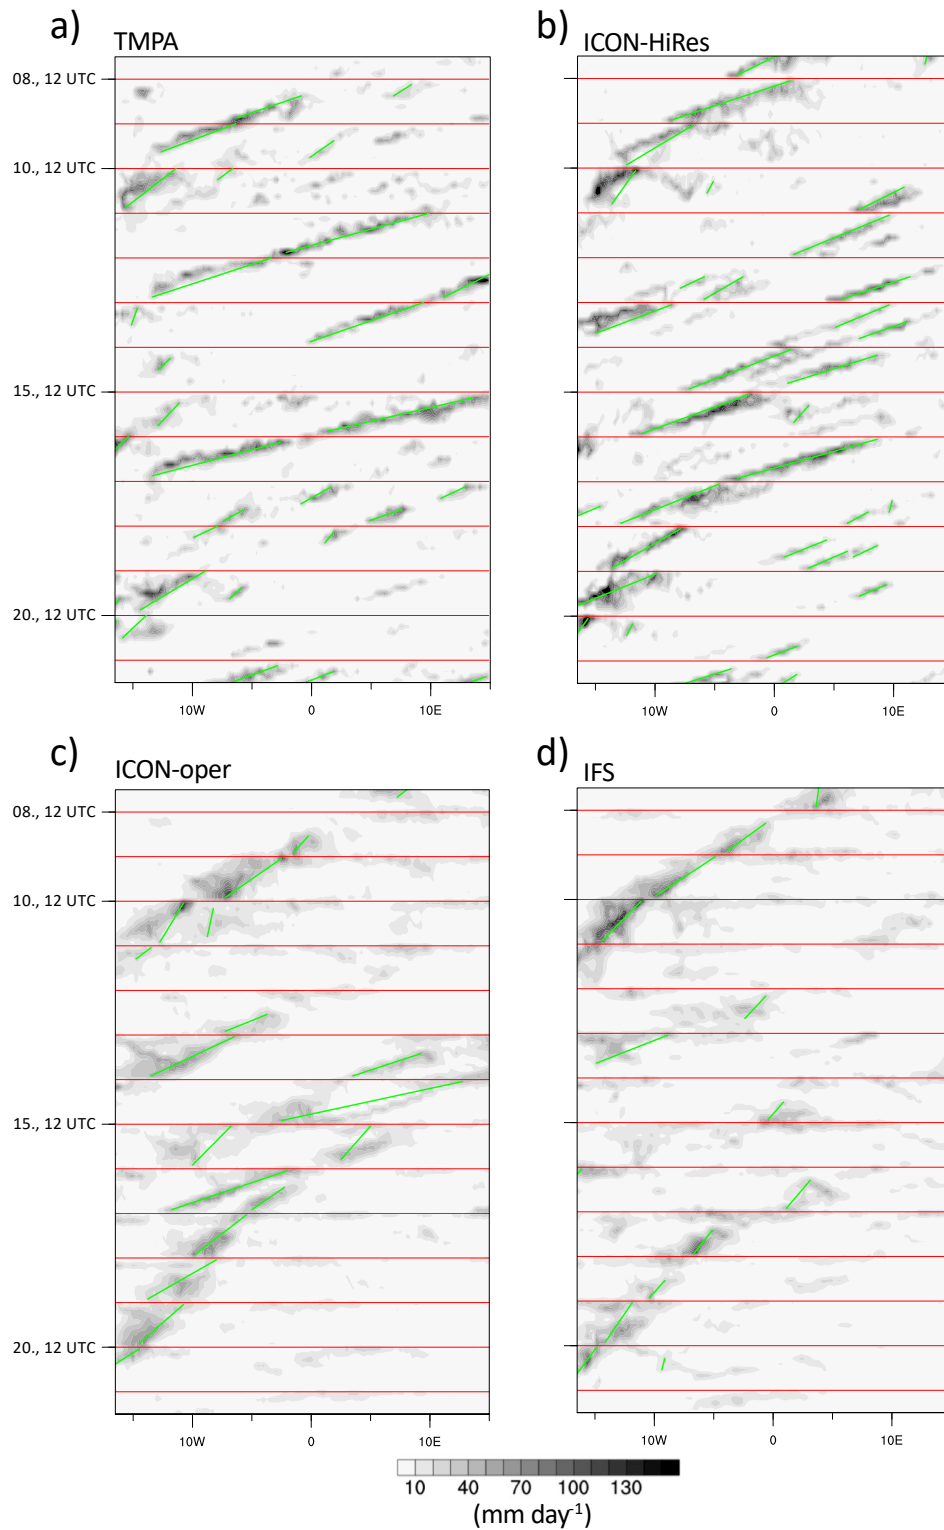 a)
TMPA
b)
ICON-HiRes
08., 12 UTC
10., 12 UTC
15., 12 UTC
20., 12 UTC
10W 0 10E
10W 0 10E
c)
ICON-oper
d)
IFS
08., 12 UTC
10., 12 UTC
15., 12 UTC
20., 12 UTC
10W 0 10E
10W 0 10E
10 40 70 100 130
(mm day⁻¹)